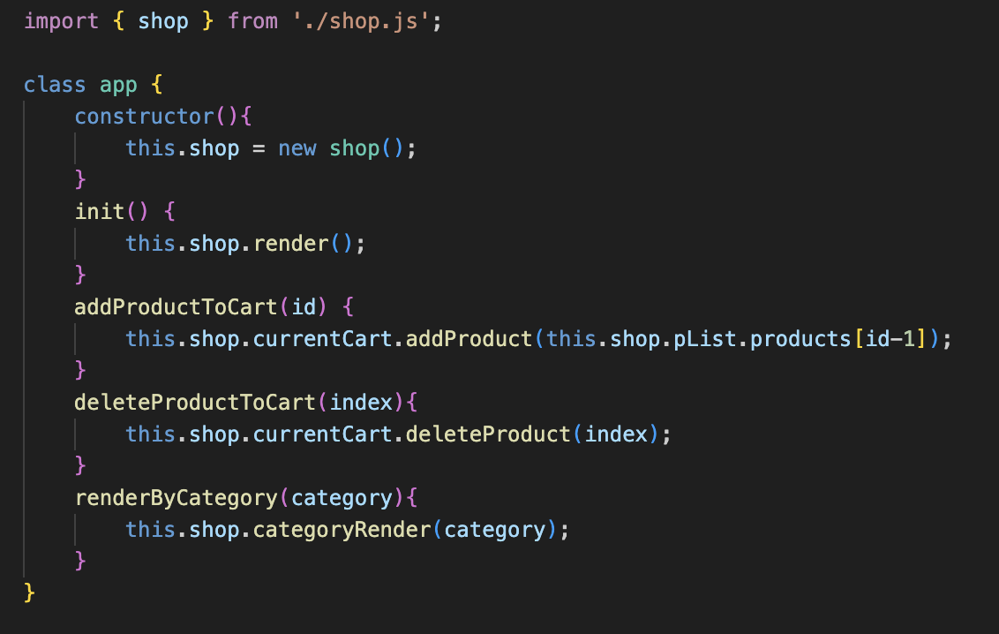 import { shop } from './shop.js';

class app {
    constructor(){
        this.shop = new shop();
    }
    init() {
        this.shop.render();
    }
    addProductToCart(id) {
        this.shop.currentCart.addProduct(this.shop.pList.products[id-1]);
    }
    deleteProductToCart(index){
        this.shop.currentCart.deleteProduct(index);
    }
    renderByCategory(category){
        this.shop.categoryRender(category);
    }
}